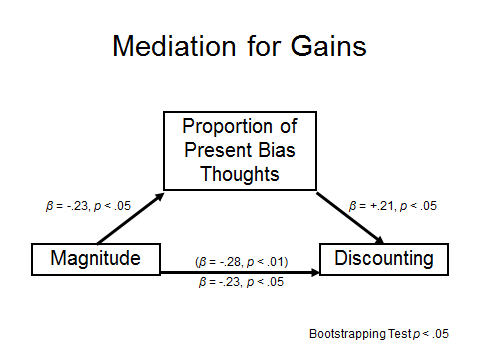 Mediation for Gains
Proportion of
Present Bias
Thoughts
β = -.23, p < .05
β = +.21, p < .05
Magnitude
(β = -.28, p < .01)
β = -.23, p < .05
Discounting
Bootstrapping Test p < .05